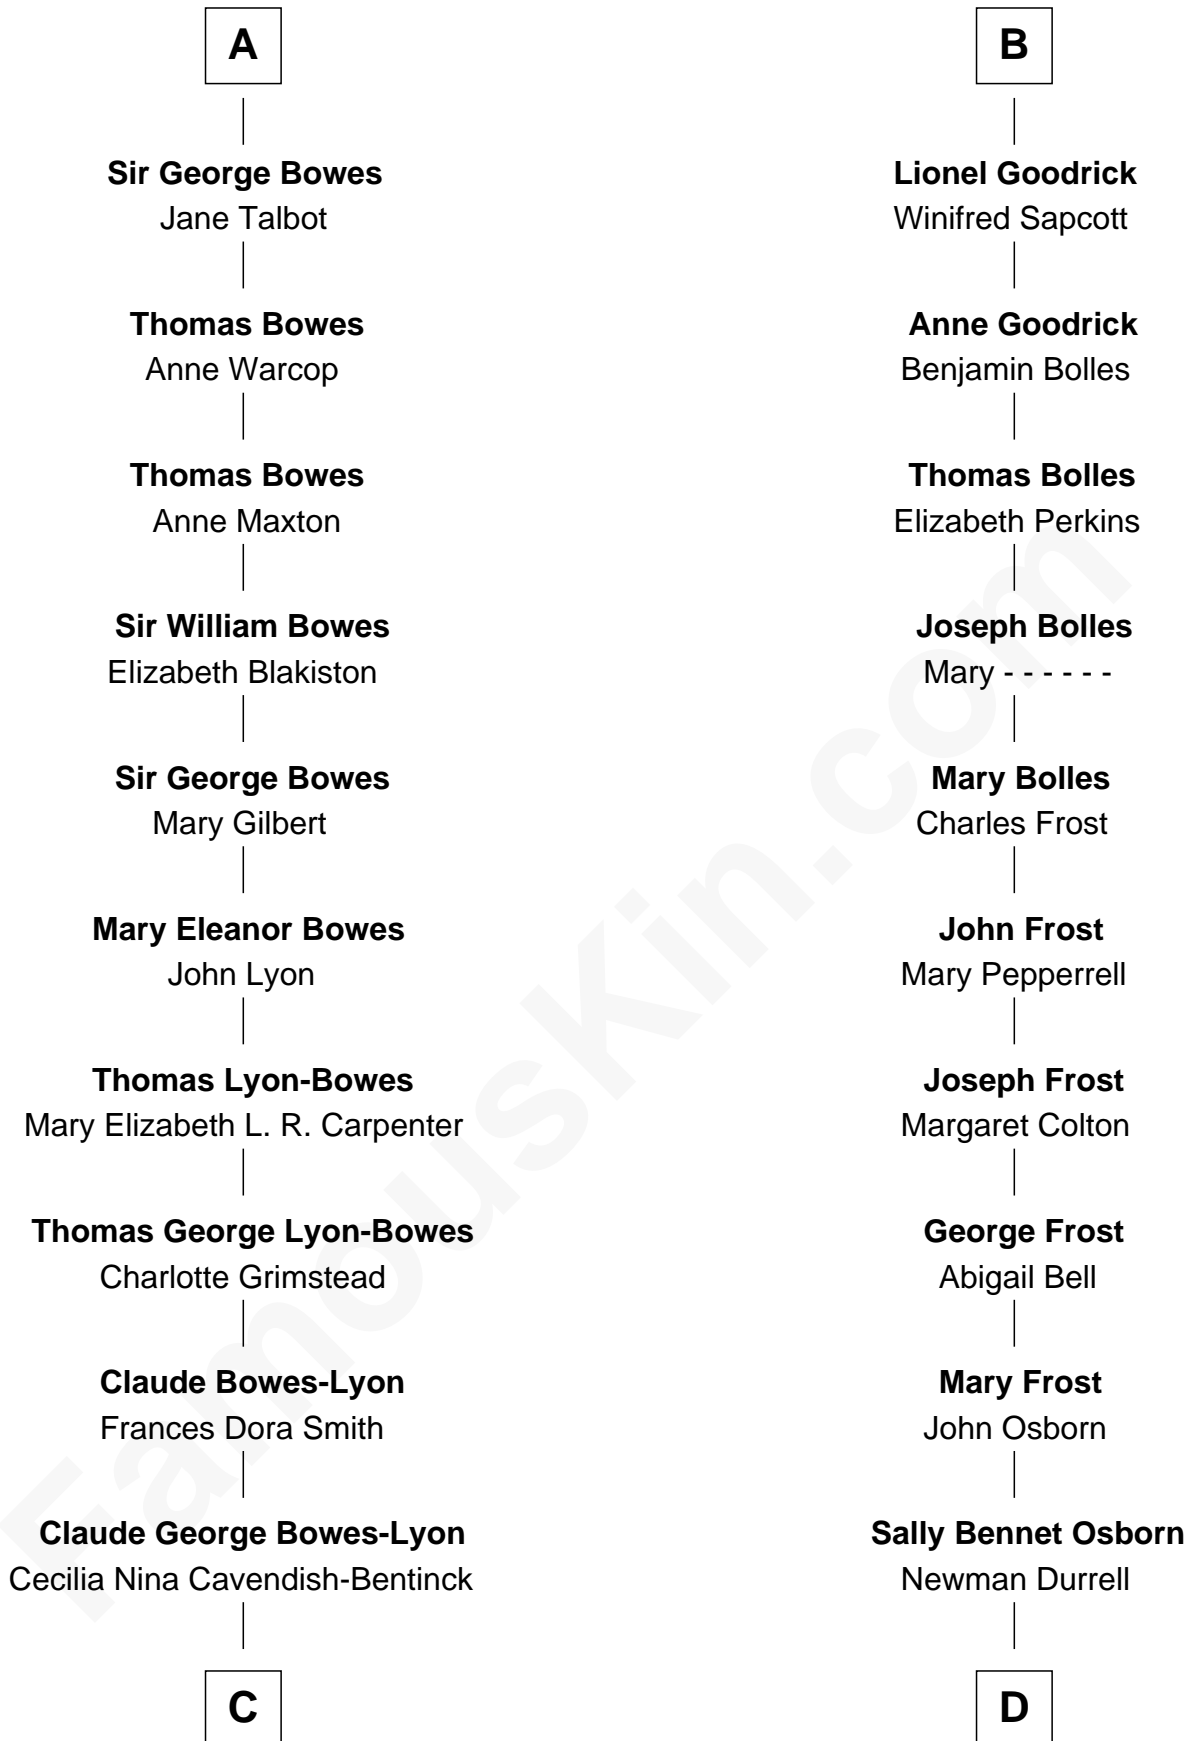 A
Sir George Bowes
Jane Talbot
Thomas Bowes
Anne Warcop
Thomas Bowes
Anne Maxton
Sir William Bowes
Elizabeth Blakiston
Sir George Bowes
Mary Gilbert
Mary Eleanor Bowes
John Lyon
Thomas Lyon-Bowes
Mary Elizabeth L. R. Carpenter
Thomas George Lyon-Bowes
Charlotte Grimstead
Claude Bowes-Lyon
Frances Dora Smith
Claude George Bowes-Lyon
Cecilia Nina Cavendish-Bentinck
C
B
Lionel Goodrick
Winifred Sapcott
Anne Goodrick
Benjamin Bolles
Thomas Bolles
Elizabeth Perkins
Joseph Bolles
Mary - - - - - -
Mary Bolles
Charles Frost
John Frost
Mary Pepperrell
Joseph Frost
Margaret Colton
George Frost
Abigail Bell
Mary Frost
John Osborn
Sally Bennet Osborn
Newman Durrell
D
FamousKin.com